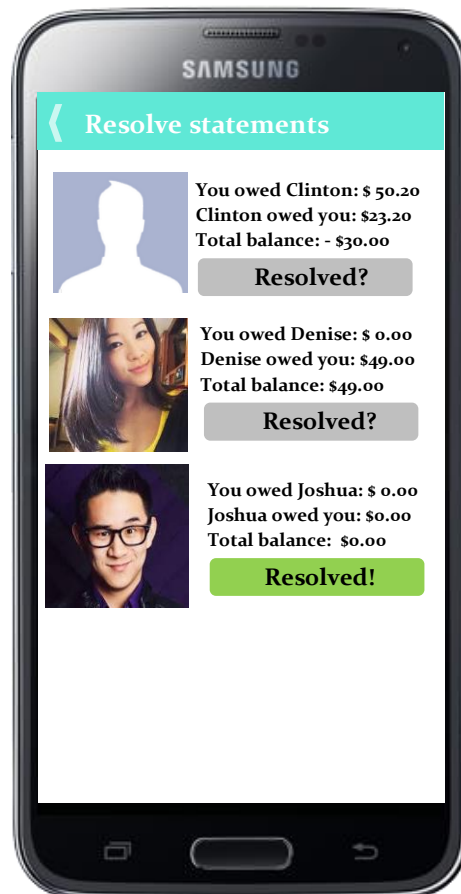 SAMSUNG
Resolve statements
You owed Clinton: $ 50.20
Clinton owed you: $23.20
Total balance: - $30.00
Resolved?
You owed Denise: $ 0.00
Denise owed you: $49.00
Total balance: $49.00
Resolved?
You owed Joshua: $ 0.00
Joshua owed you: $0.00
Total balance:  $0.00
Resolved!